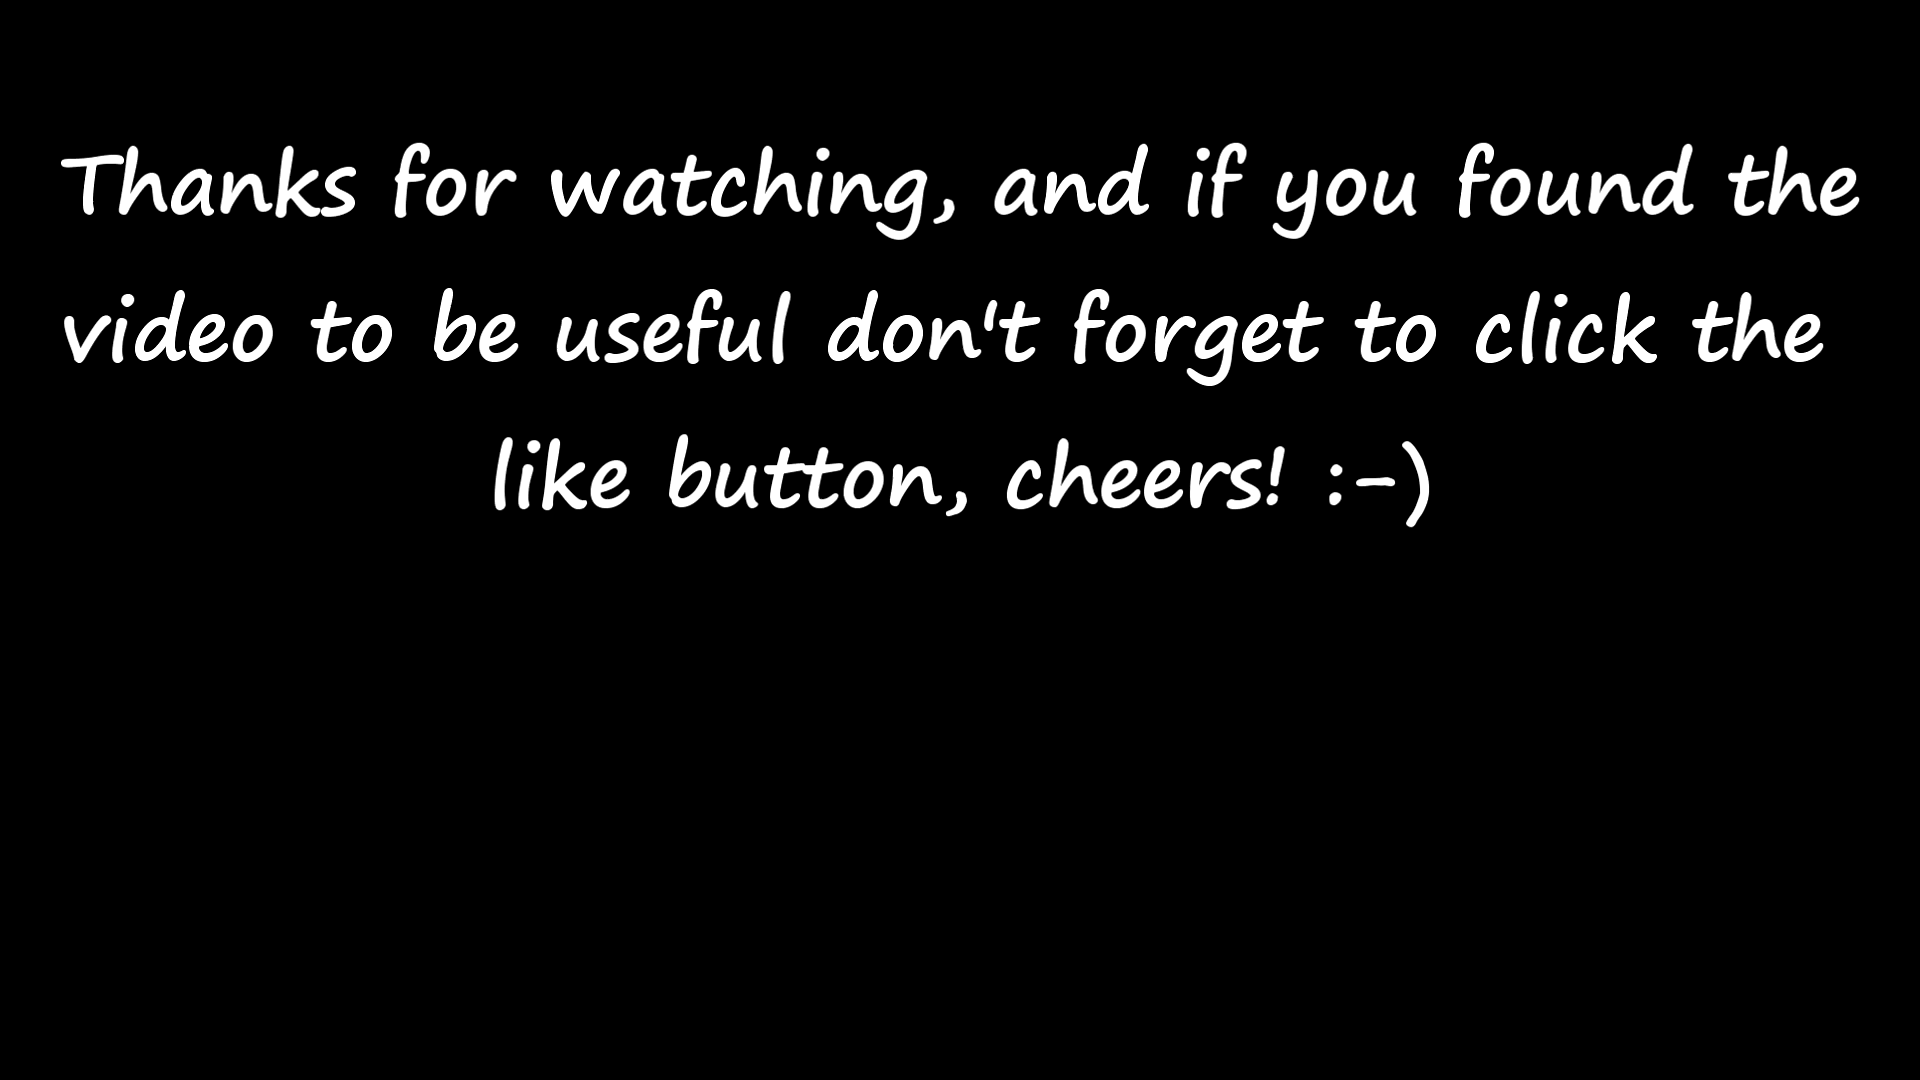 Thanks for watching, and if you found the
video to be useful don't forget to click the
like button, cheers! :-)